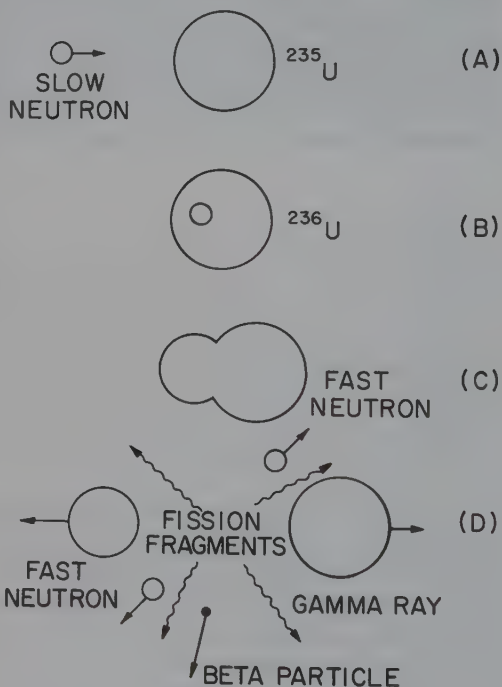 ²³⁵U (A)
SLOW
NEUTRON
²³⁶U (B)
(C)
FAST
NEUTRON
FISSION
FRAGMENTS
(D)
FAST
NEUTRON
GAMMA RAY
BETA PARTICLE